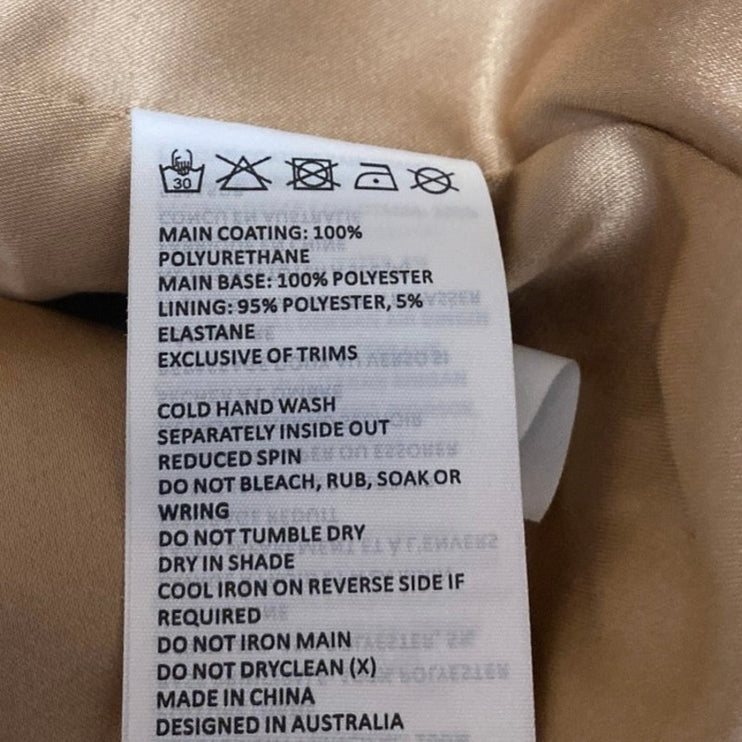 30
MAIN COATING: 100%
POLYURETHANE
MAIN BASE: 100% POLYESTER
LINING: 95% POLYESTER, 5%
ELASTANE
EXCLUSIVE OF TRIMS
COLD HAND WASH
SEPARATELY INSIDE OUT
REDUCED SPIN
DO NOT BLEACH, RUB, SOAK OR
WRING
DO NOT TUMBLE DRY
DRY IN SHADE
COOL IRON ON REVERSE SIDE IF
REQUIRED
DO NOT IRON MAIN
DO NOT DRYCLEAN (X)
MADE IN CHINA
DESIGNED IN AUSTRALIA